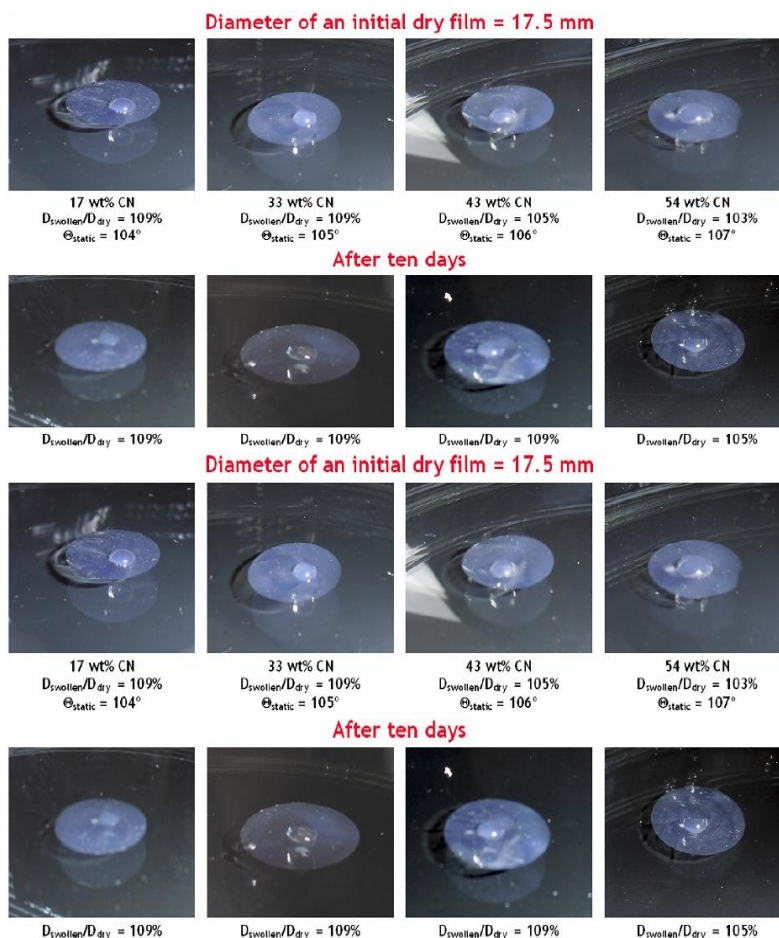 Diameter of an initial dry film = 17.5 mm
17 wt% CN 33 wt% CN 43 wt% CN 54 wt% CN
Dswollen/Ddry = 109% Dswollen/Ddry = 109% Dswollen/Ddry = 105% Dswollen/Ddry = 103%
Θstatic = 104° Θstatic = 105° Θstatic = 106° Θstatic = 107°
After ten days
Dswollen/Ddry = 109% Dswollen/Ddry = 109% Dswollen/Ddry = 109% Dswollen/Ddry = 105%
Diameter of an initial dry film = 17.5 mm
17 wt% CN 33 wt% CN 43 wt% CN 54 wt% CN
Dswollen/Ddry = 109% Dswollen/Ddry = 109% Dswollen/Ddry = 105% Dswollen/Ddry = 103%
Θstatic = 104° Θstatic = 105° Θstatic = 106° Θstatic = 107°
After ten days
Dswollen/Ddry = 109% Dswollen/Ddry = 109% Dswollen/Ddry = 109% Dswollen/Ddry = 105%